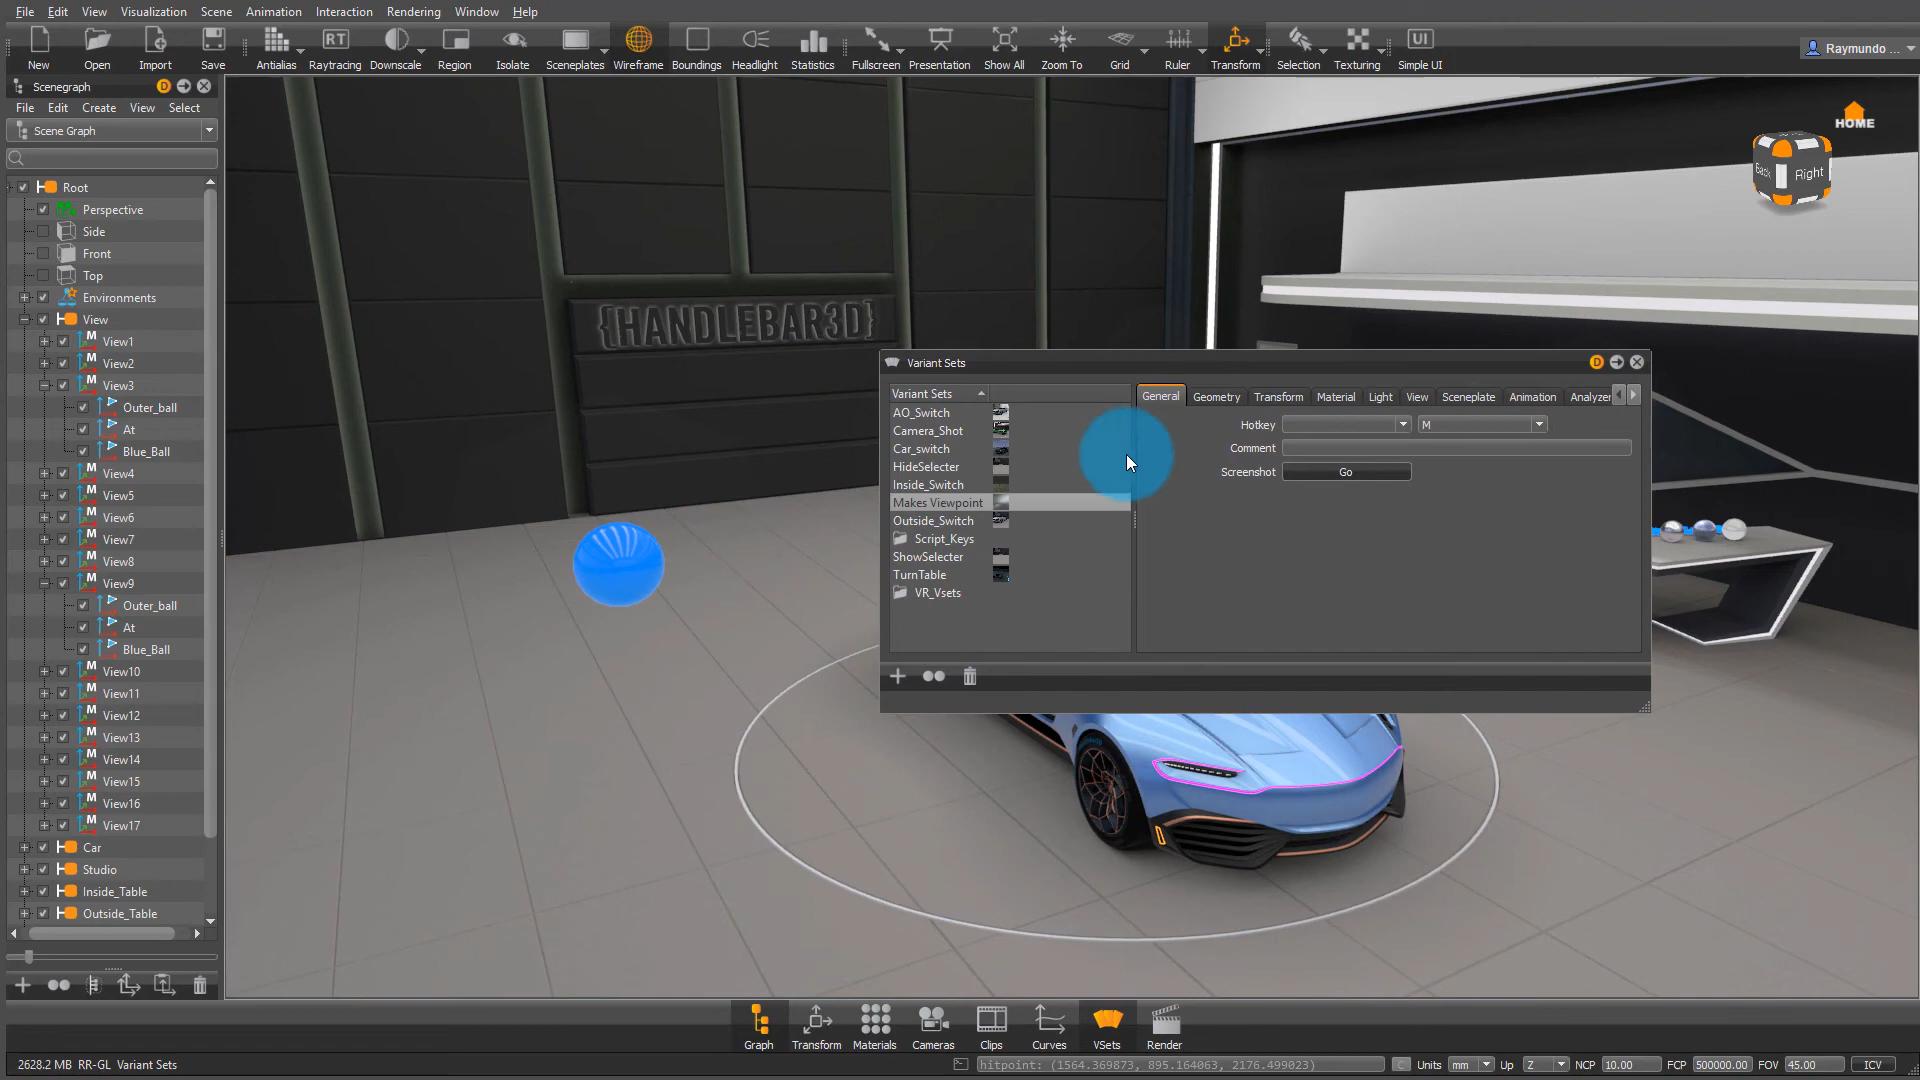 File Edit View Visualization Scene Animation Interaction Rendering Window Help
New Open Import Save Antialias Raytracing Downscale Region Isolate Sceneplates Wireframe Boundings Headlight Statistics Fullscreen Presentation Show All Zoom To Grid Ruler Transform Selection Texturing Simple UI
RT
UI
Raymundo ...
Scenegraph D
File Edit Create View Select
Scene Graph
Root
Perspective
Side
Front
Top
Environments
View
M View1
M View2
M View3
Outer_ball
At
Blue_Ball
M View4
M View5
M View6
M View7
M View8
M View9
Outer_ball
At
Blue_Ball
M View10
M View11
M View12
M View13
M View14
M View15
M View16
M View17
Car
Studio
Inside_Table
Outside_Table
HOME
Back Right
{HANDLEBAR3D}
Variant Sets D
Variant Sets
AO_Switch
Camera_Shot
Car_switch
HideSelecter
Inside_Switch
Makes Viewpoint
Outside_Switch
Script_Keys
ShowSelecter
TurnTable
VR_Vsets
General Geometry Transform Material Light View Sceneplate Animation Analyzer
Hotkey M
Comment
Screenshot Go
Graph Transform Materials Cameras Clips Curves VSets Render
2628.2 MB RR-GL Variant Sets
hitpoint: (1564.369873, 895.164063, 2176.499023) C Units mm Up Z NCP 10.00 FCP 500000.00 FOV 45.00 ICV